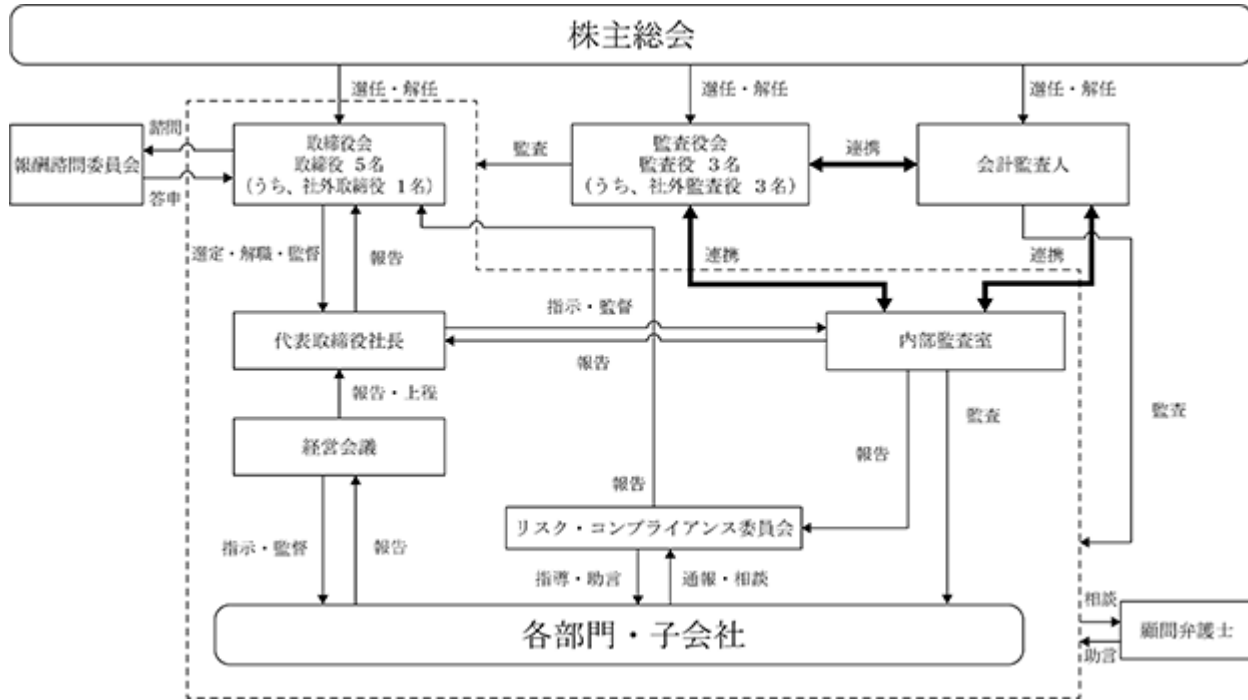 株主総会
選任・解任
選任・解任
選任・解任
諮問
報酬諮問委員会
答申
取締役会
取締役 5名
(うち、社外取締役 1名)
監査
監査役会
監査役 3名
(うち、社外監査役 3名)
連携
会計監査人
選定・解職・監督
報告
連携
連携
指示・監督
代表取締役社長
内部監査室
報告
報告・上程
監査
監査
経営会議
報告
報告
リスク・コンプライアンス委員会
指示・監督
報告
指導・助言
通報・相談
各部門・子会社
相談
顧問弁護士
助言